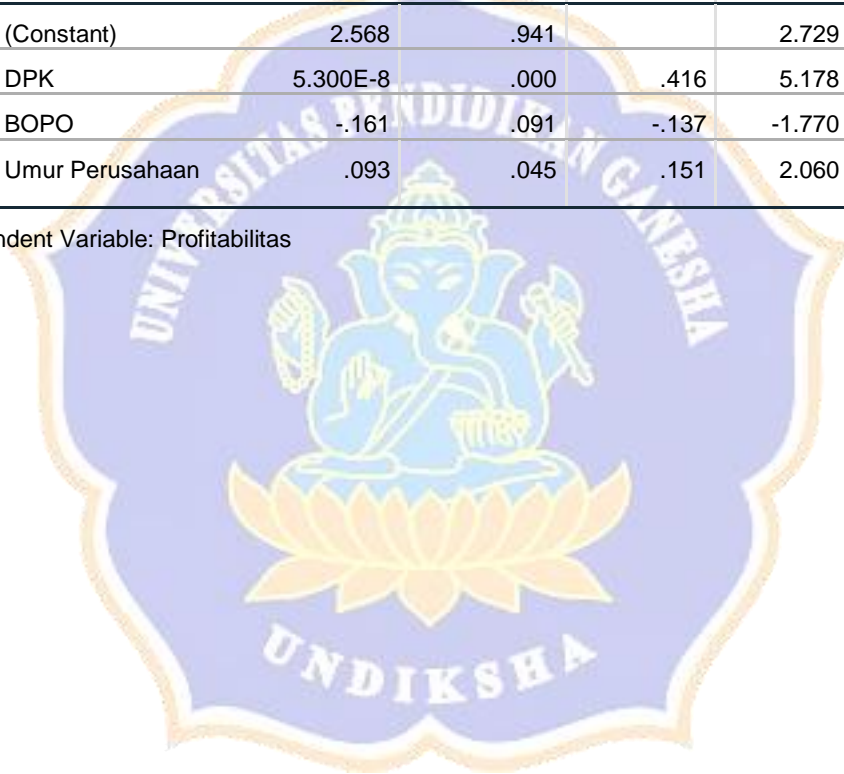 (Constant) 2.568 .941 2.729
DPK 5.300E-8 .000 .416 5.178
BOPO -.161 .091 -.137 -1.770
Umur Perusahaan .093 .045 .151 2.060
ndent Variable: Profitabilitas
UNIVERSITAS PENDIDIKAN GANESHA
UNDIKSHA